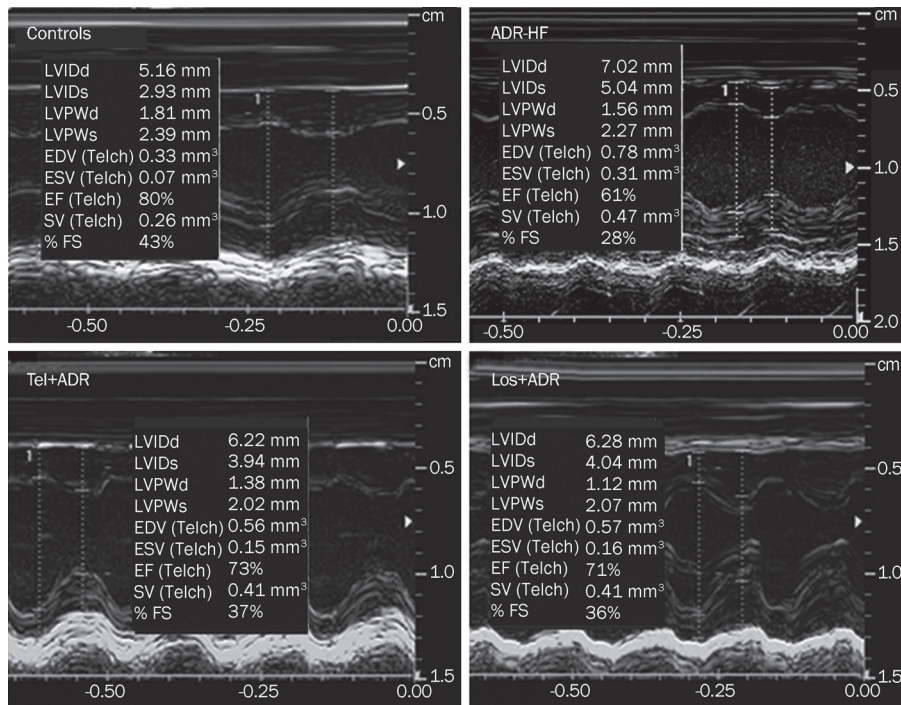 Controls
cm
LVIDd 5.16 mm
LVIDs 2.93 mm
LVPWd 1.81 mm
LVPWs 2.39 mm
EDV (Telch) 0.33 mm³
ESV (Telch) 0.07 mm³
EF (Telch) 80%
SV (Telch) 0.26 mm³
% FS 43%
1
0.5
1.0
1.5
-0.50 -0.25 0.00
ADR-HF
cm
LVIDd 7.02 mm
LVIDs 5.04 mm
LVPWd 1.56 mm
LVPWs 2.27 mm
EDV (Telch) 0.78 mm³
ESV (Telch) 0.31 mm³
EF (Telch) 61%
SV (Telch) 0.47 mm³
% FS 28%
1
0.5
1.0
1.5
2.0
-0.50 -0.25 0.00
Tel+ADR
cm
LVIDd 6.22 mm
LVIDs 3.94 mm
LVPWd 1.38 mm
LVPWs 2.02 mm
EDV (Telch) 0.56 mm³
ESV (Telch) 0.15 mm³
EF (Telch) 73%
SV (Telch) 0.41 mm³
% FS 37%
1
0.5
1.0
1.5
-0.50 -0.25 0.00
Los+ADR
cm
LVIDd 6.28 mm
LVIDs 4.04 mm
LVPWd 1.12 mm
LVPWs 2.07 mm
EDV (Telch) 0.57 mm³
ESV (Telch) 0.16 mm³
EF (Telch) 71%
SV (Telch) 0.41 mm³
% FS 36%
1
0.5
1.0
1.5
-0.50 -0.25 0.00